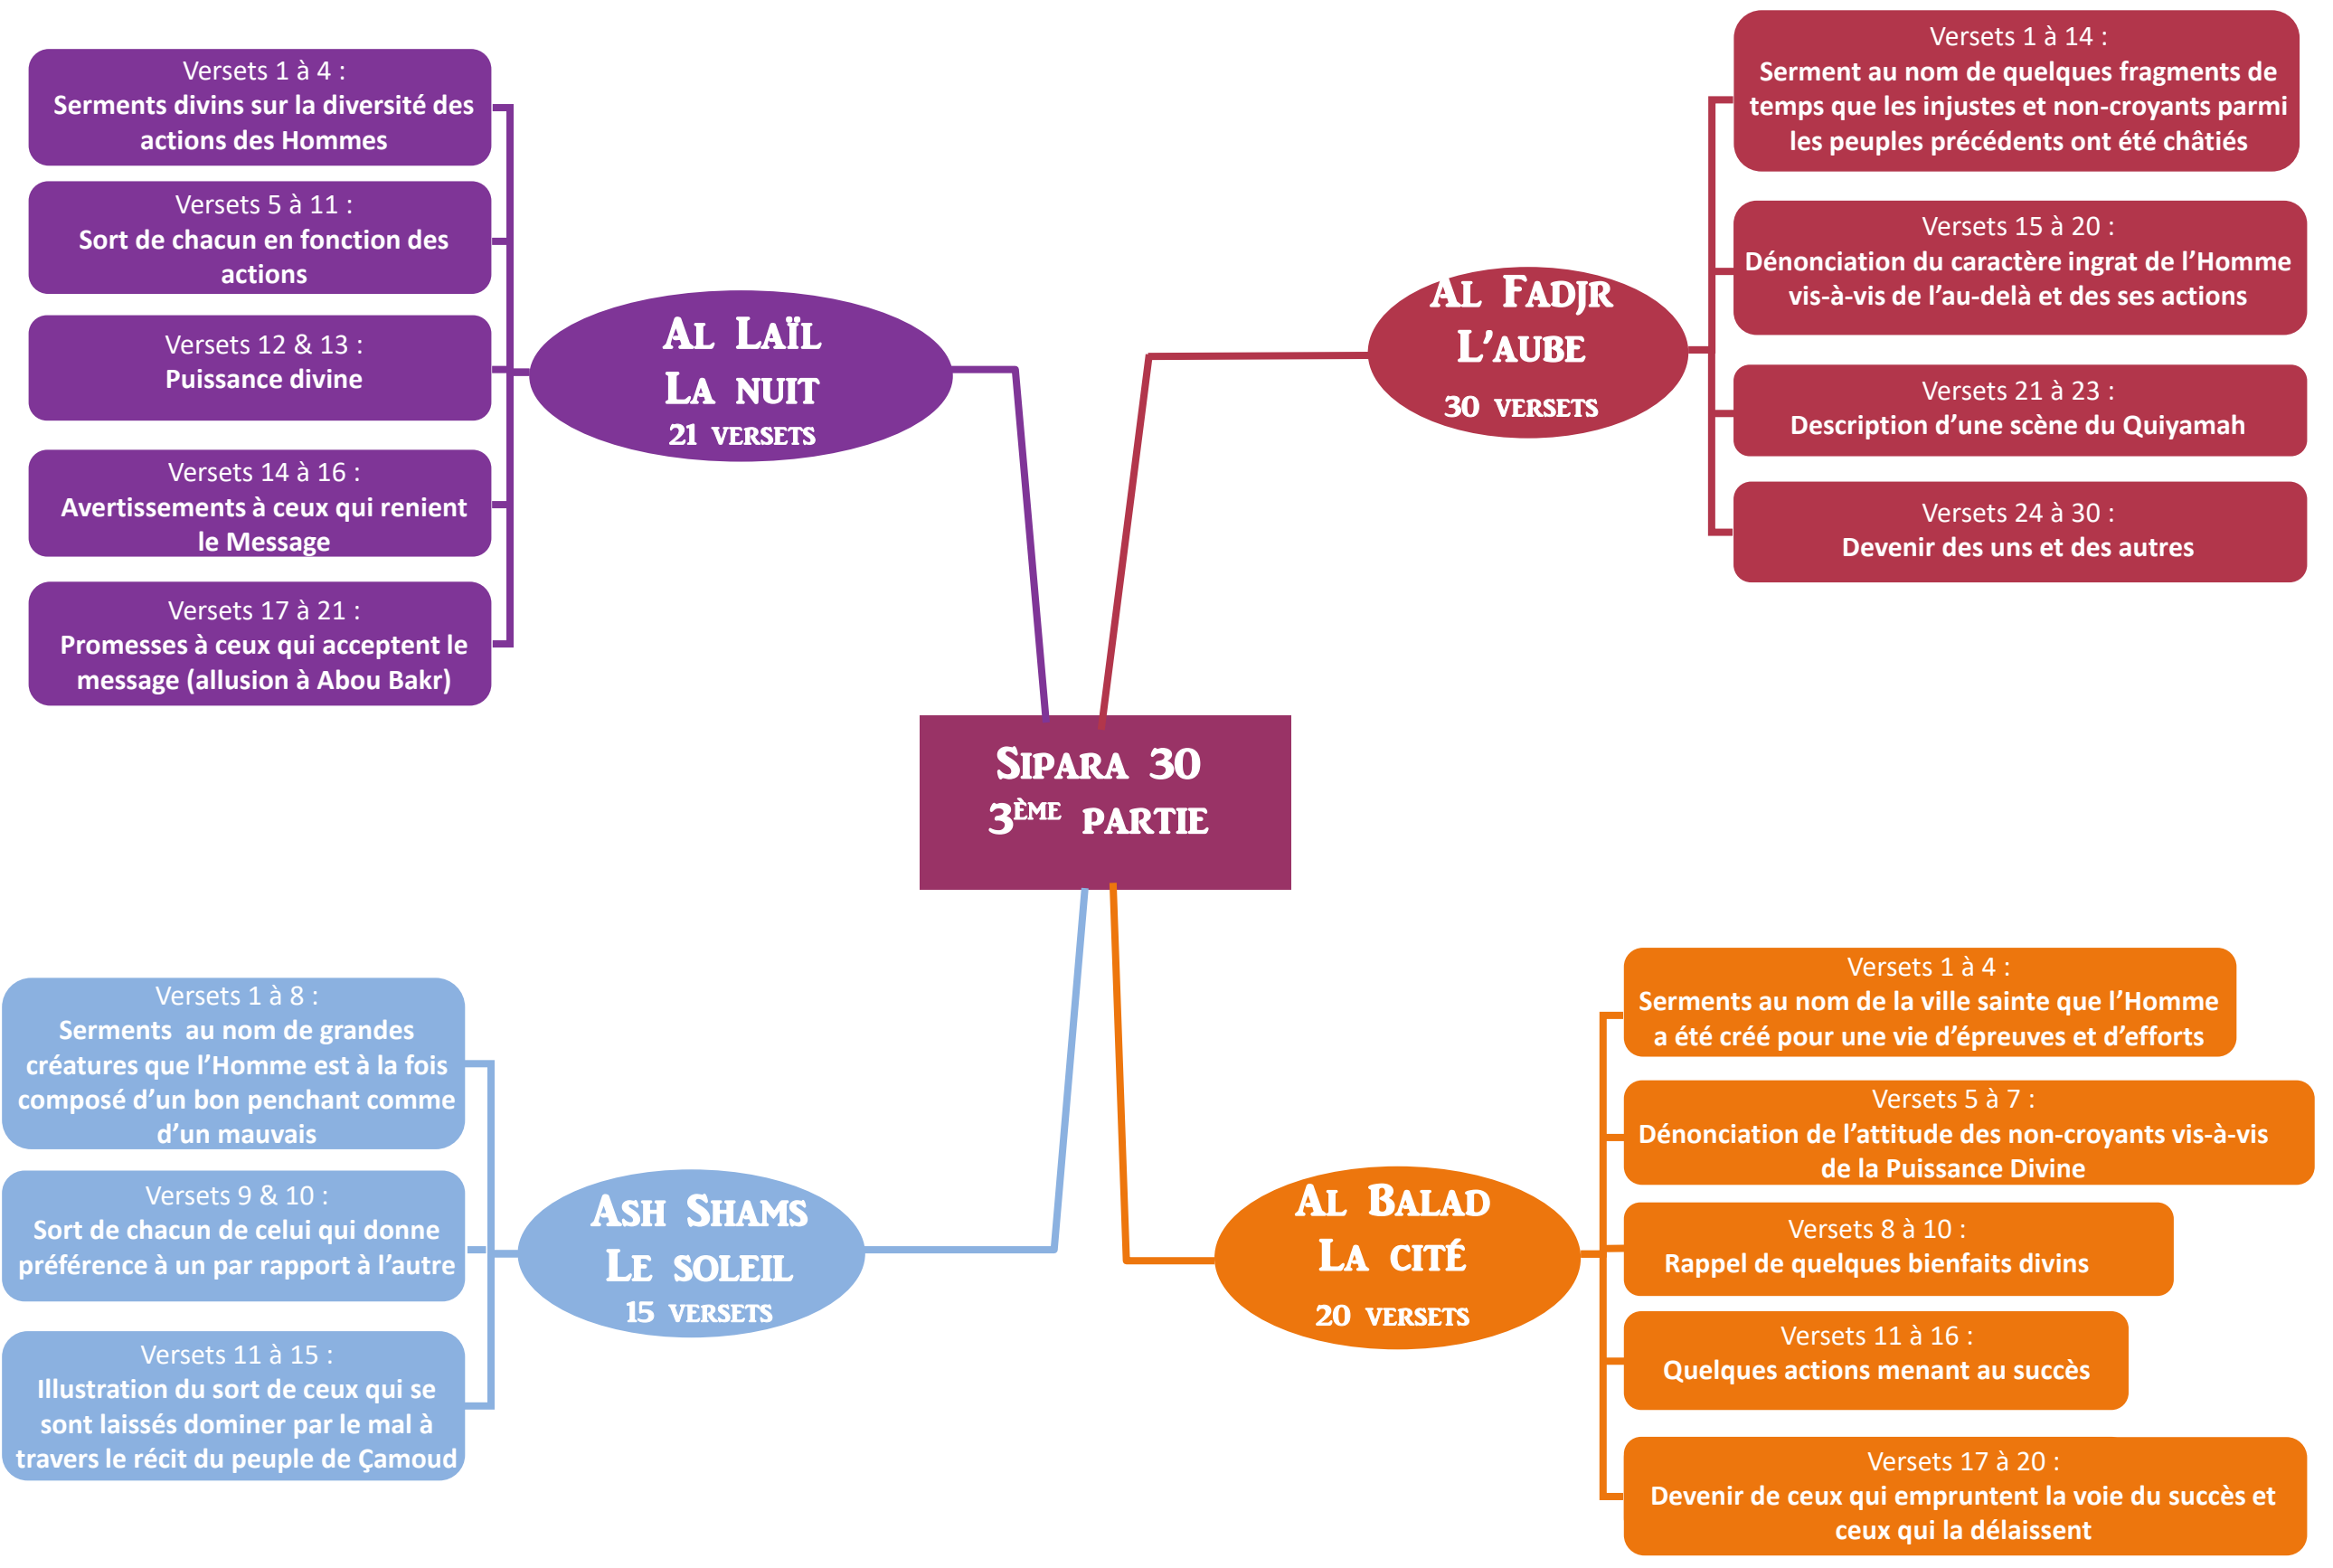 Sipara 30
3ème partie
Al Fadjr
L’aube
30 versets
Versets 1 à 14 :
Serment au nom de quelques fragments de
temps que les injustes et non-croyants parmi
les peuples précédents ont été châtiés
Versets 15 à 20 :
Dénonciation du caractère ingrat de l’Homme
vis-à-vis de l’au-delà et des ses actions
Versets 21 à 23 :
Description d’une scène du Quiyamah
Versets 24 à 30 :
Devenir des uns et des autres
Al Balad
La cité
20 versets
Versets 1 à 4 :
Serments au nom de la ville sainte que l’Homme
a été créé pour une vie d’épreuves et d’efforts
Versets 5 à 7 :
Dénonciation de l’attitude des non-croyants vis-à-vis
de la Puissance Divine
Versets 8 à 10 :
Rappel de quelques bienfaits divins
Versets 11 à 16 :
Quelques actions menant au succès
Versets 17 à 20 :
Devenir de ceux qui empruntent la voie du succès et
ceux qui la délaissent
Ash Shams
Le soleil
15 versets
Versets 1 à 8 :
Serments  au nom de grandes
créatures que l’Homme est à la fois
composé d’un bon penchant comme
d’un mauvais
Versets 9 & 10 :
Sort de chacun de celui qui donne
préférence à un par rapport à l’autre
Versets 11 à 15 :
Illustration du sort de ceux qui se
sont laissés dominer par le mal à
travers le récit du peuple de Çamoud
Al Laïl
La nuit
21 versets
Versets 1 à 4 :
Serments divins sur la diversité des
actions des Hommes
Versets 5 à 11 :
Sort de chacun en fonction des
actions
Versets 12 & 13 :
Puissance divine
Versets 14 à 16 :
Avertissements à ceux qui renient
le Message
Versets 17 à 21 :
Promesses à ceux qui acceptent le
message (allusion à Abou Bakr)